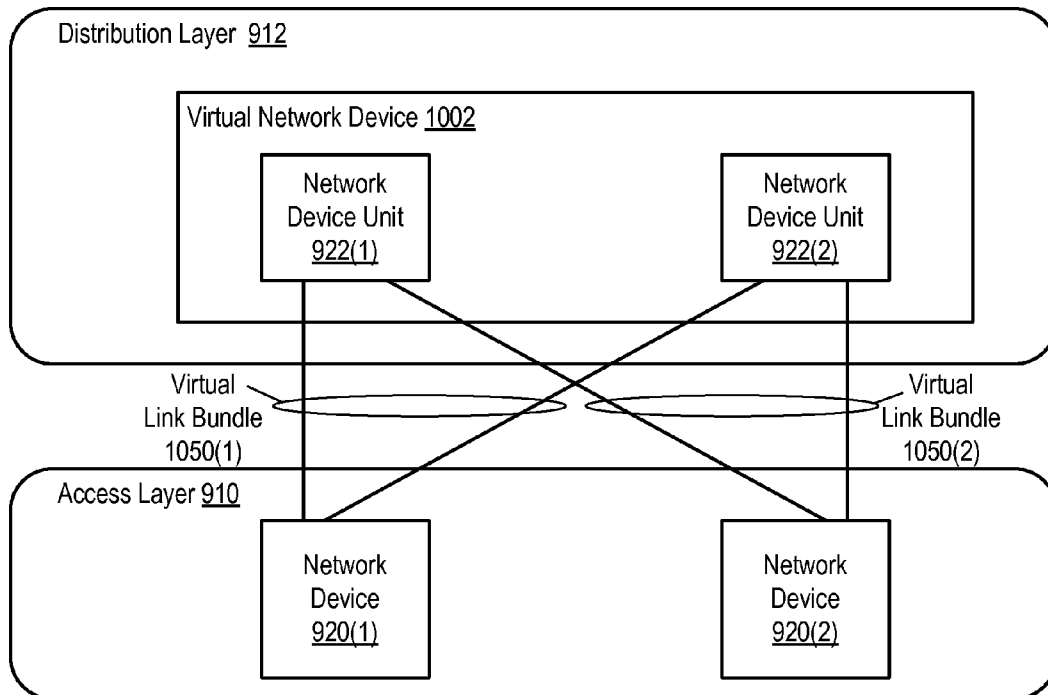 Distribution Layer 912
Virtual Network Device 1002
Network
Device Unit
922(1)
Network
Device Unit
922(2)
Virtual
Link Bundle
1050(1)
Virtual
Link Bundle
1050(2)
Access Layer 910
Network
Device
920(1)
Network
Device
920(2)